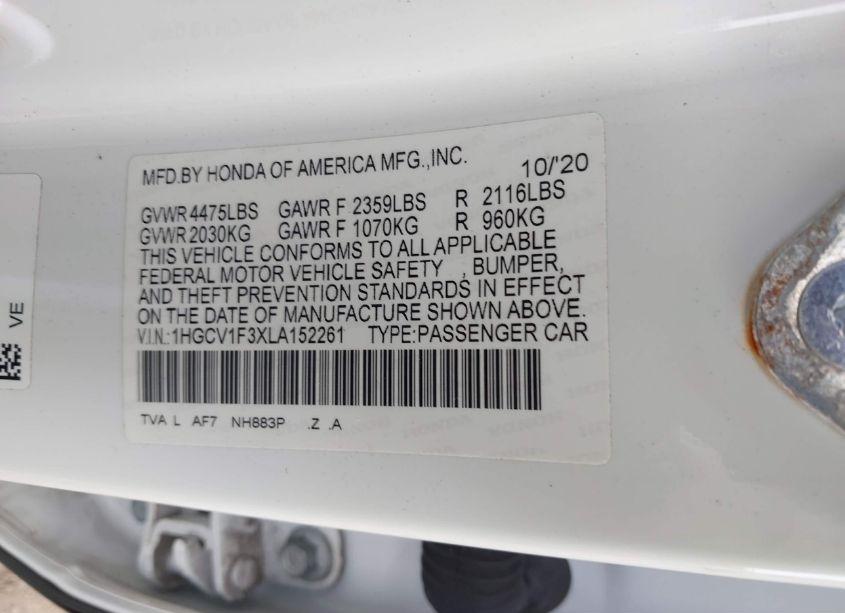 MFD.BY HONDA OF AMERICA MFG.,INC. 10/'20
GVWR 4475LBS GAWR F 2359LBS R 2116LBS
GVWR 2030KG GAWR F 1070KG R 960KG
THIS VEHICLE CONFORMS TO ALL APPLICABLE
FEDERAL MOTOR VEHICLE SAFETY , BUMPER,
AND THEFT PREVENTION STANDARDS IN EFFECT
ON THE DATE OF MANUFACTURE SHOWN ABOVE.
V.I.N.:1HGCV1F3XLA152261 TYPE:PASSENGER CAR
TVA L AF7 NH883P .Z .A
VE